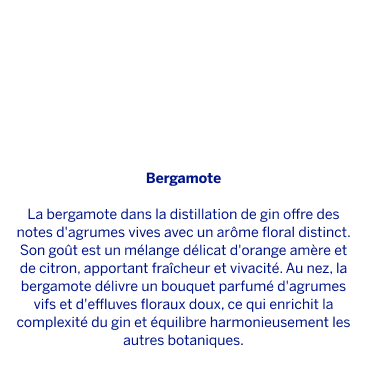 Bergamote
La bergamote dans la distillation de gin offre des
notes d'agrumes vives avec un arôme floral distinct.
Son goût est un mélange délicat d'orange amère et
de citron, apportant fraîcheur et vivacité. Au nez, la
bergamote délivre un bouquet parfumé d'agrumes
vifs et d'effluves floraux doux, ce qui enrichit la
complexité du gin et équilibre harmonieusement les
autres botaniques.